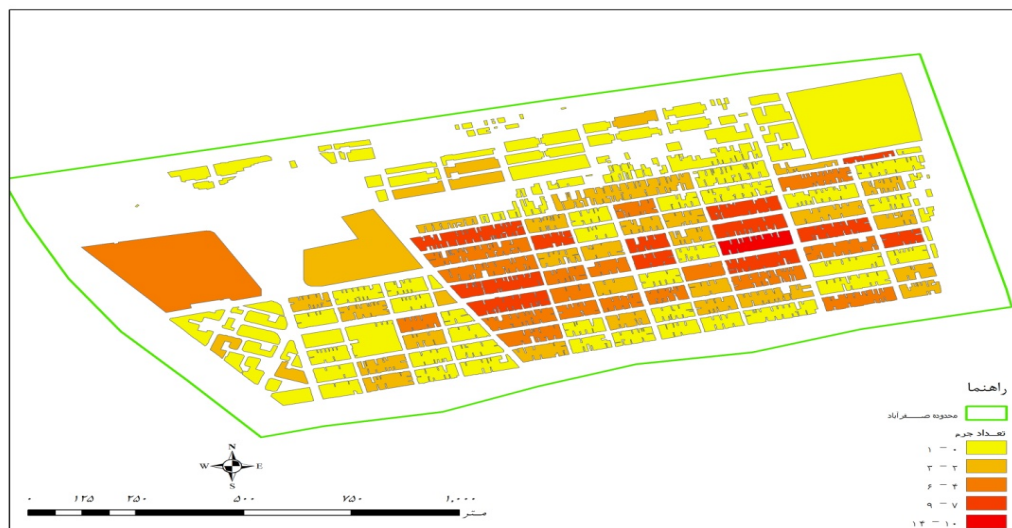 راهنما
محدوده صفرآباد
تعداد جرم
۰ - ۱
۲ - ۳
۴ - ۶
۷ - ۹
۱۰ - ۱۴
N
W E
S
۰ ۱۲۵ ۲۵۰ ۵۰۰ ۷۵۰ ۱,۰۰۰ متر